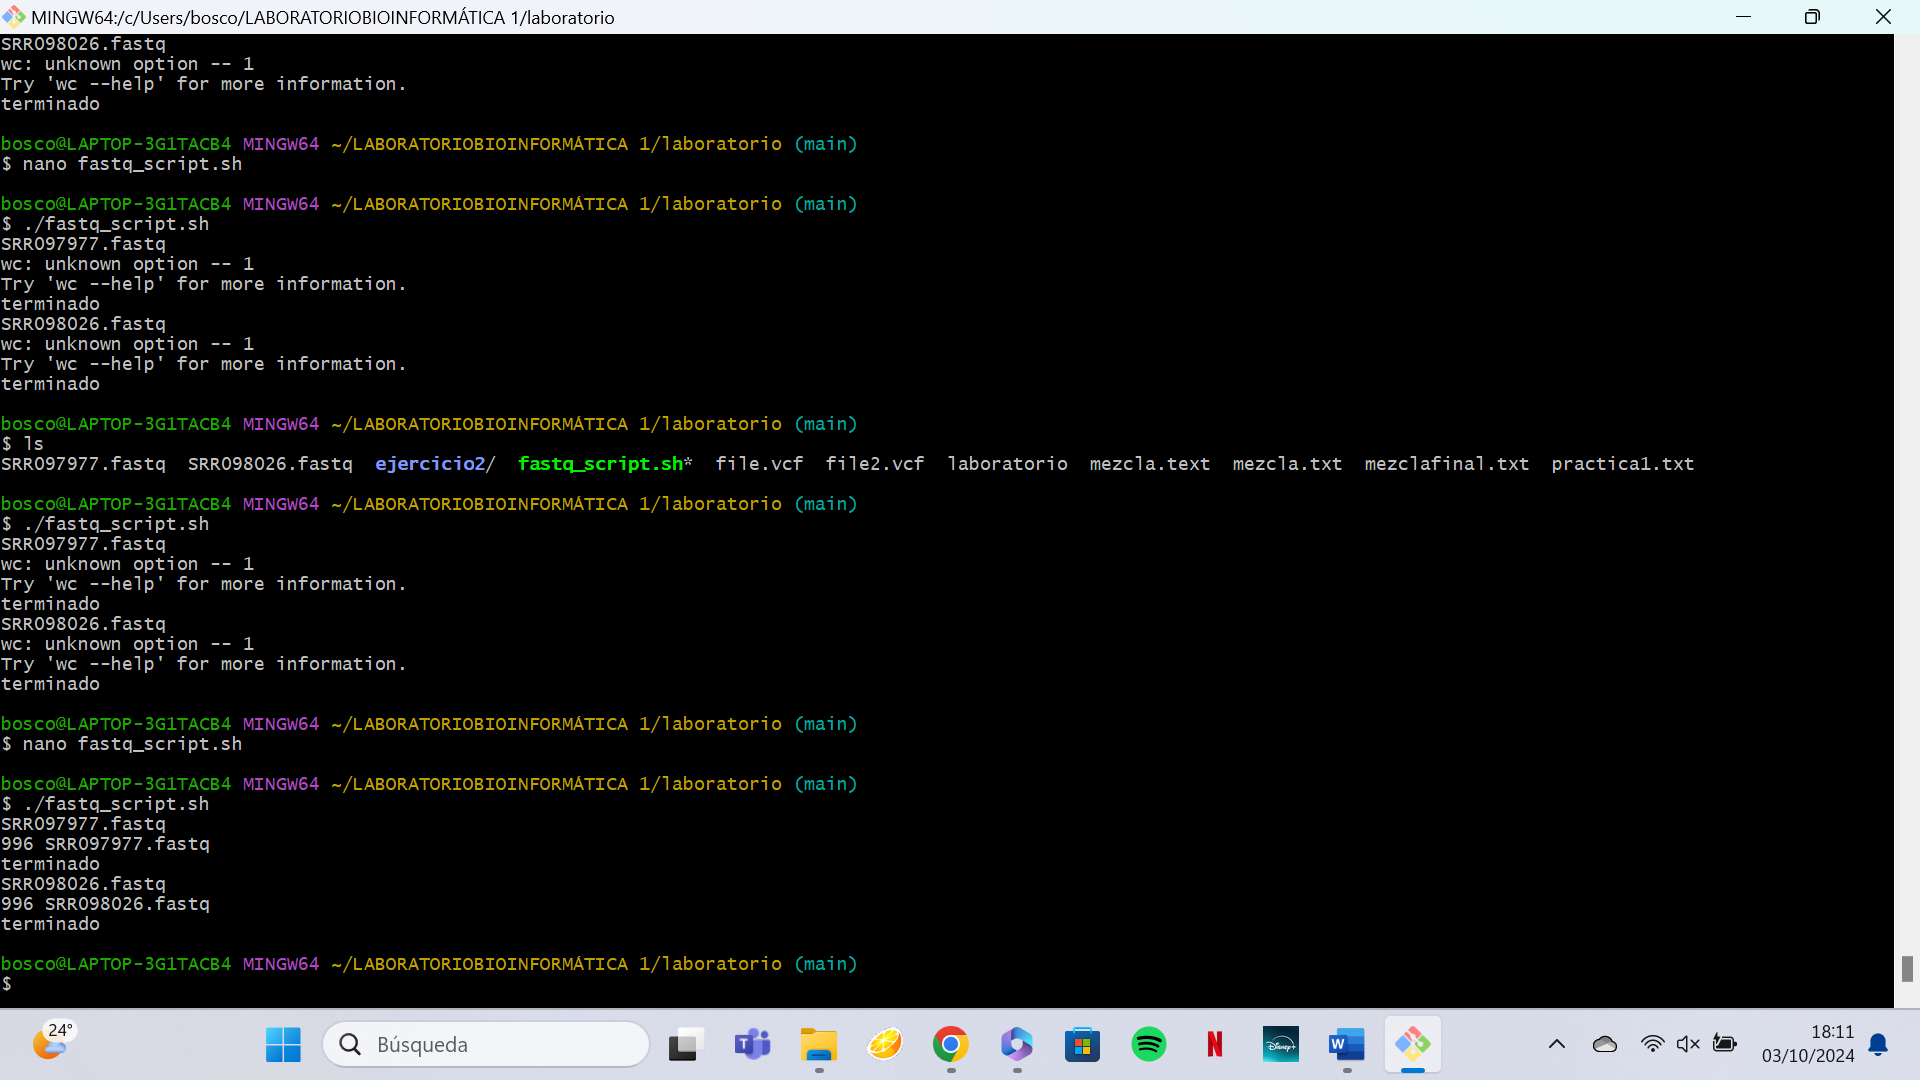 MINGW64:/c/Users/bosco/LABORATORIOBIOINFORMÁTICA 1/laboratorio
SRR098026.fastq
wc: unknown option -- 1
Try 'wc --help' for more information.
terminado
bosco@LAPTOP-3G1TACB4 MINGW64 ~/LABORATORIOBIOINFORMÁTICA 1/laboratorio (main)
$ nano fastq_script.sh
bosco@LAPTOP-3G1TACB4 MINGW64 ~/LABORATORIOBIOINFORMÁTICA 1/laboratorio (main)
$ ./fastq_script.sh
SRR097977.fastq
wc: unknown option -- 1
Try 'wc --help' for more information.
terminado
SRR098026.fastq
wc: unknown option -- 1
Try 'wc --help' for more information.
terminado
bosco@LAPTOP-3G1TACB4 MINGW64 ~/LABORATORIOBIOINFORMÁTICA 1/laboratorio (main)
$ ls
SRR097977.fastq  SRR098026.fastq  ejercicio2/  fastq_script.sh*  file.vcf  file2.vcf  laboratorio  mezcla.text  mezcla.txt  mezclafinal.txt  practica1.txt
bosco@LAPTOP-3G1TACB4 MINGW64 ~/LABORATORIOBIOINFORMÁTICA 1/laboratorio (main)
$ ./fastq_script.sh
SRR097977.fastq
wc: unknown option -- 1
Try 'wc --help' for more information.
terminado
SRR098026.fastq
wc: unknown option -- 1
Try 'wc --help' for more information.
terminado
bosco@LAPTOP-3G1TACB4 MINGW64 ~/LABORATORIOBIOINFORMÁTICA 1/laboratorio (main)
$ nano fastq_script.sh
bosco@LAPTOP-3G1TACB4 MINGW64 ~/LABORATORIOBIOINFORMÁTICA 1/laboratorio (main)
$ ./fastq_script.sh
SRR097977.fastq
996 SRR097977.fastq
terminado
SRR098026.fastq
996 SRR098026.fastq
terminado
bosco@LAPTOP-3G1TACB4 MINGW64 ~/LABORATORIOBIOINFORMÁTICA 1/laboratorio (main)
$
24°
Búsqueda
T
N
Disney+
W
18:11
03/10/2024